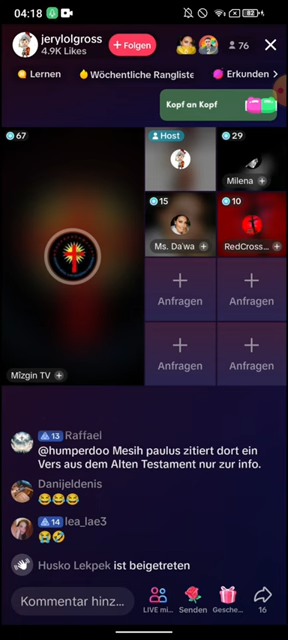 04:18
82
jerylolgross
4.9K Likes
+ Folgen
76
Lernen
Wöchentliche Rangliste
Erkunden >
Kopf an Kopf
67
Host
29
Milena +
15
10
Ms. Da'wa +
RedCross... +
Anfragen
Anfragen
Anfragen
Anfragen
Mîzgin TV +
13 Raffael
@humperdoo Mesih paulus zitiert dort ein
Vers aus dem Alten Testament nur zur info.
Danijeldenis
😂😂😂
14 lea_lae3
😭🤣
Husko Lekpek ist beigetreten
Kommentar hinz...
LIVE mi...
Senden
Gesche...
16